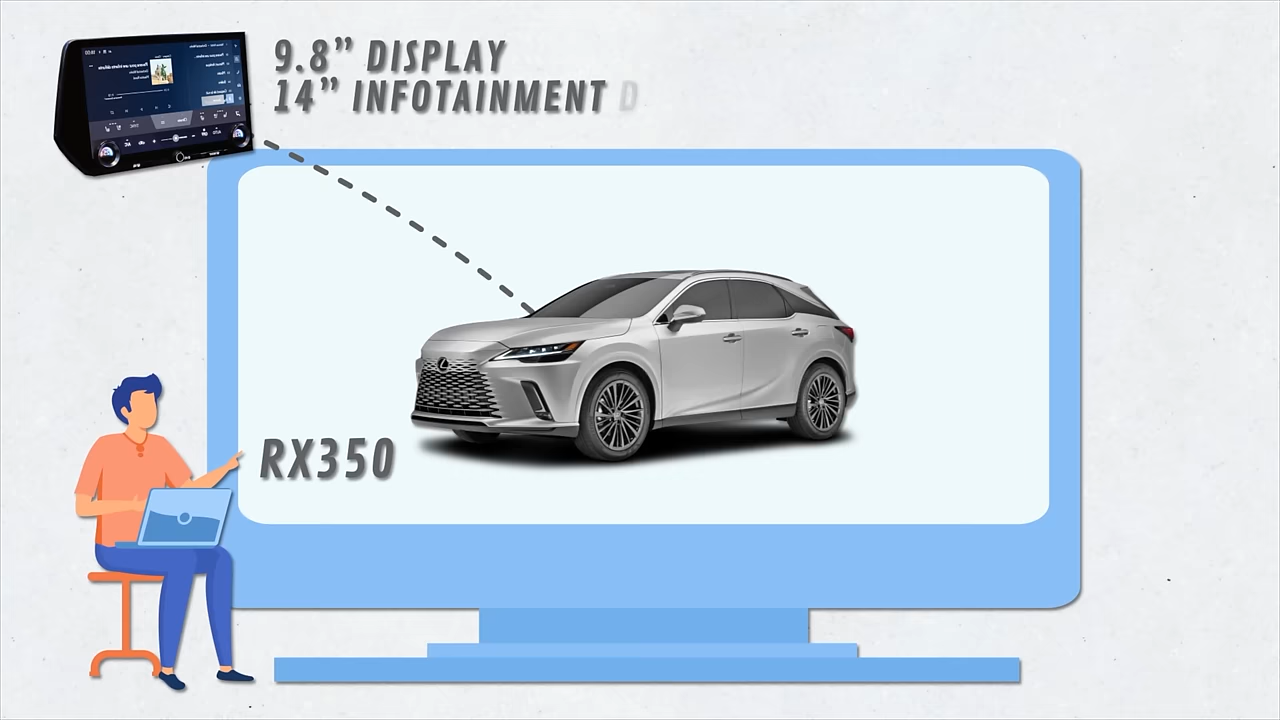 9.8” DISPLAY
14” INFOTAINMENT D
RX350